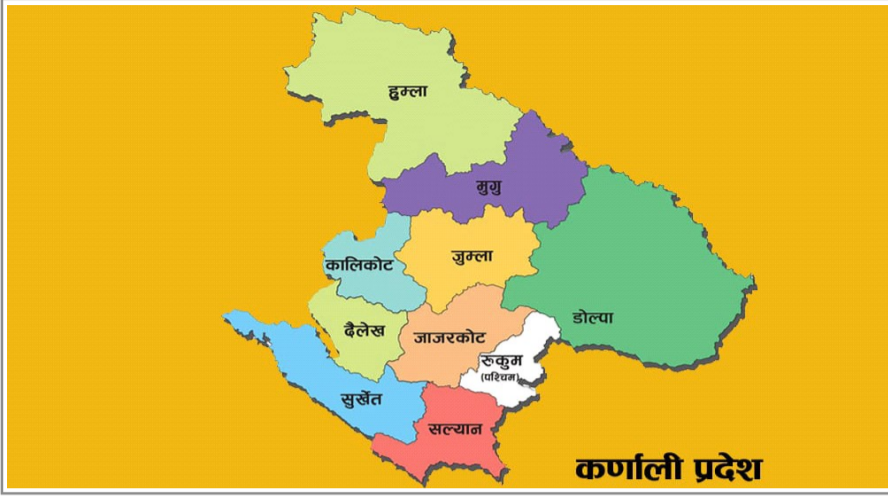 हुम्ला
मुगु
कालिकोट
जुम्ला
डोल्पा
दैलेख
जाजरकोट
रुकुम
(पश्चिम)
सुर्खेत
सल्यान
कर्णाली प्रदेश